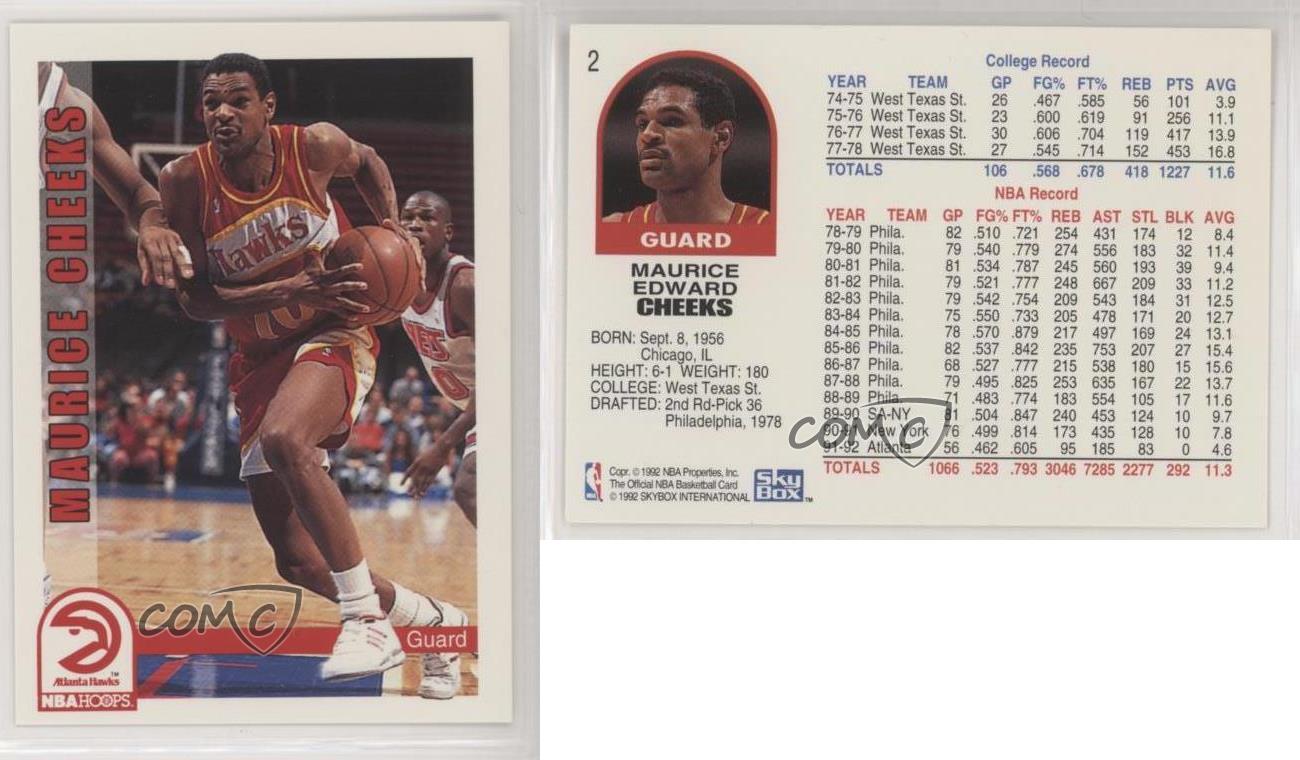 MAURICE CHEEKS
Hawks
10
NETS
0
COMC
Guard
Atlanta Hawks ™
NBA HOOPS
2
GUARD
MAURICE
EDWARD
CHEEKS
BORN: Sept. 8, 1956
Chicago, IL
HEIGHT: 6-1 WEIGHT: 180
COLLEGE: West Texas St.
DRAFTED: 2nd Rd-Pick 36
Philadelphia, 1978
NBA
Copr. © 1992 NBA Properties, Inc.
The Official NBA Basketball Card
© 1992 SKYBOX INTERNATIONAL
Sky
Box ™
College Record
YEAR TEAM GP FG% FT% REB PTS AVG
74-75 West Texas St. 26 .467 .585 56 101 3.9
75-76 West Texas St. 23 .600 .619 91 256 11.1
76-77 West Texas St. 30 .606 .704 119 417 13.9
77-78 West Texas St. 27 .545 .714 152 453 16.8
TOTALS 106 .568 .678 418 1227 11.6
NBA Record
YEAR TEAM GP FG% FT% REB AST STL BLK AVG
78-79 Phila. 82 .510 .721 254 431 174 12 8.4
79-80 Phila. 79 .540 .779 274 556 183 32 11.4
80-81 Phila. 81 .534 .787 245 560 193 39 9.4
81-82 Phila. 79 .521 .777 248 667 209 33 11.2
82-83 Phila. 79 .542 .754 209 543 184 31 12.5
83-84 Phila. 75 .550 .733 205 478 171 20 12.7
84-85 Phila. 78 .570 .879 217 497 169 24 13.1
85-86 Phila. 82 .537 .842 235 753 207 27 15.4
86-87 Phila. 68 .527 .777 215 538 180 15 15.6
87-88 Phila. 79 .495 .825 253 635 167 22 13.7
88-89 Phila. 71 .483 .774 183 554 105 17 11.6
89-90 SA-NY 81 .504 .847 240 453 124 10 9.7
90-91 New York 76 .499 .814 173 435 128 10 7.8
91-92 Atlanta 56 .462 .605 95 185 83 0 4.6
TOTALS 1066 .523 .793 3046 7285 2277 292 11.3
COMC